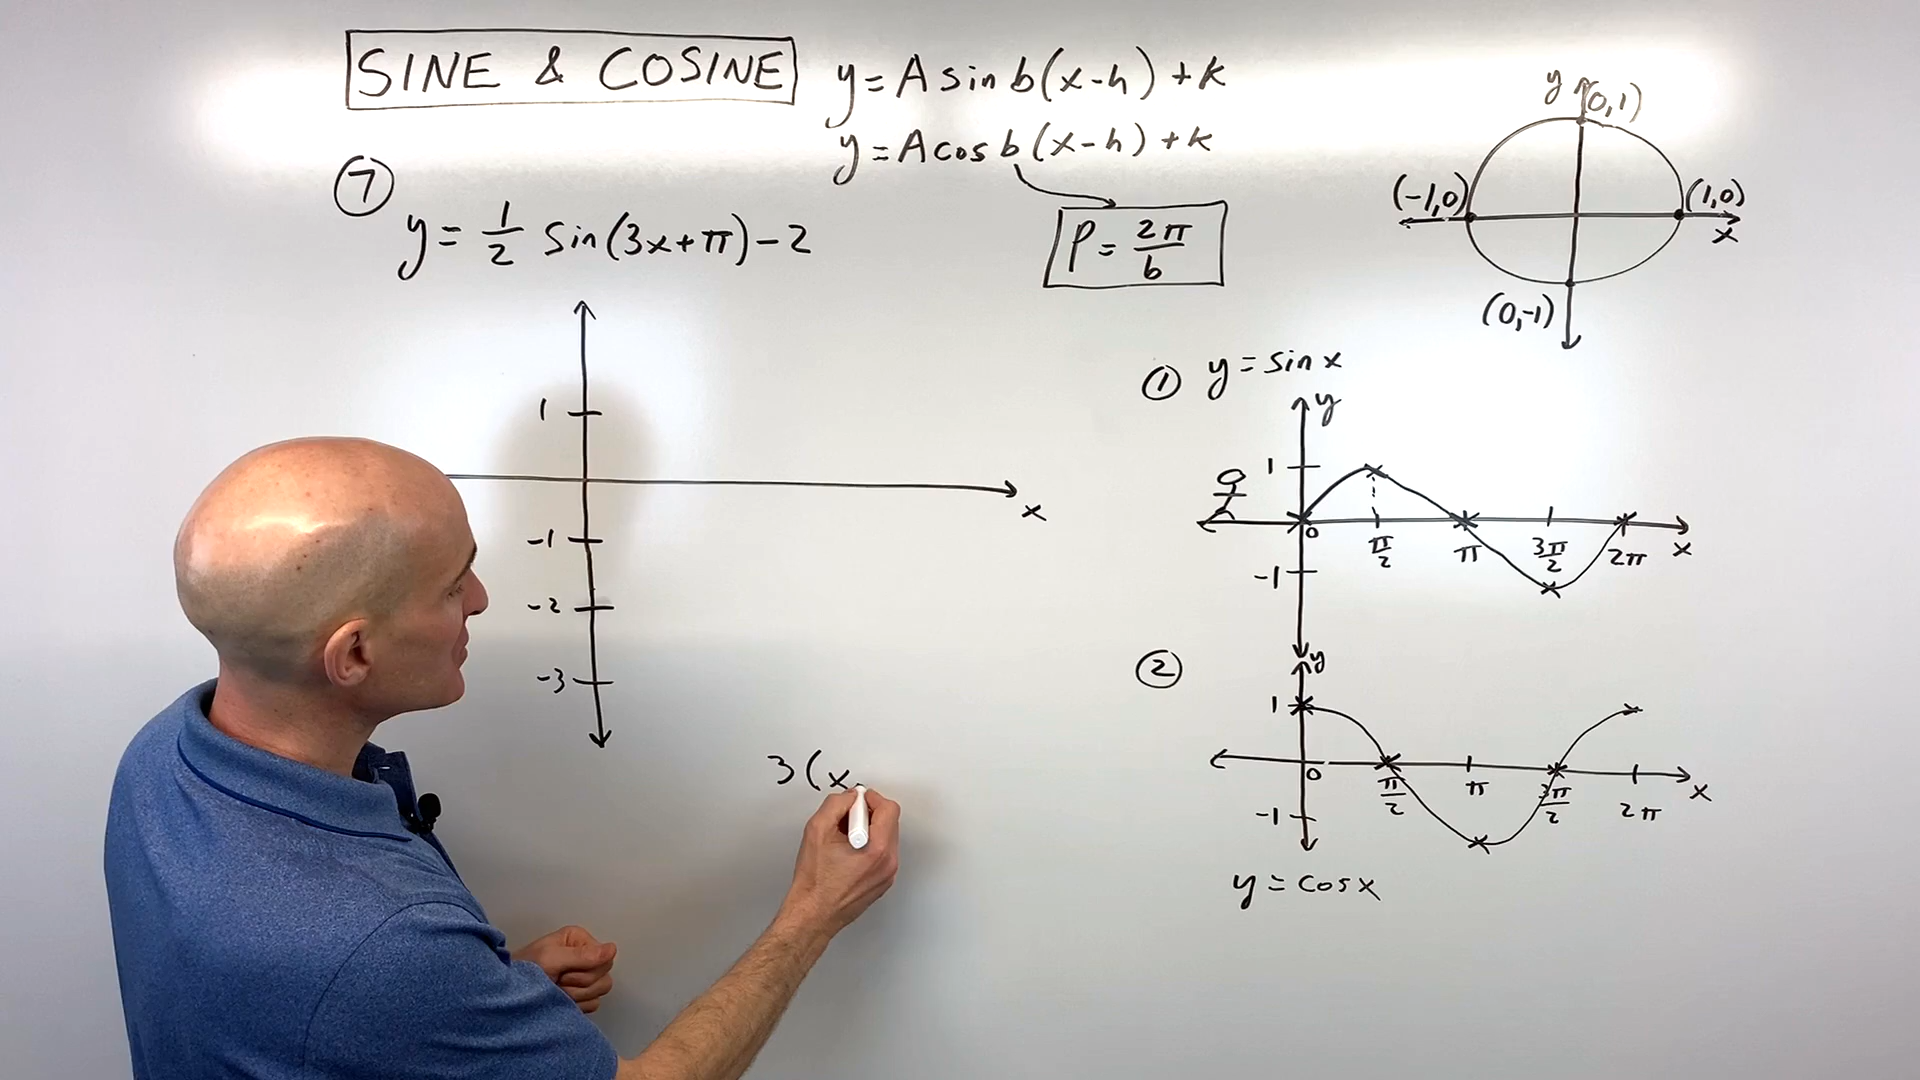 SINE & COSINE
y = A sin b(x-h) + k
y = A cos b(x-h) + k
P = 2π/b
⑦
y = 1/2 sin(3x+π) - 2
1
-1
-2
-3
x
3(x
y
(0,1)
(-1,0)
(1,0)
x
(0,-1)
① y = sin x
y
1
0
π/2
π
3π/2
2π
x
-1
②
y
1
0
π/2
π
3π/2
2π
x
-1
y = cos x